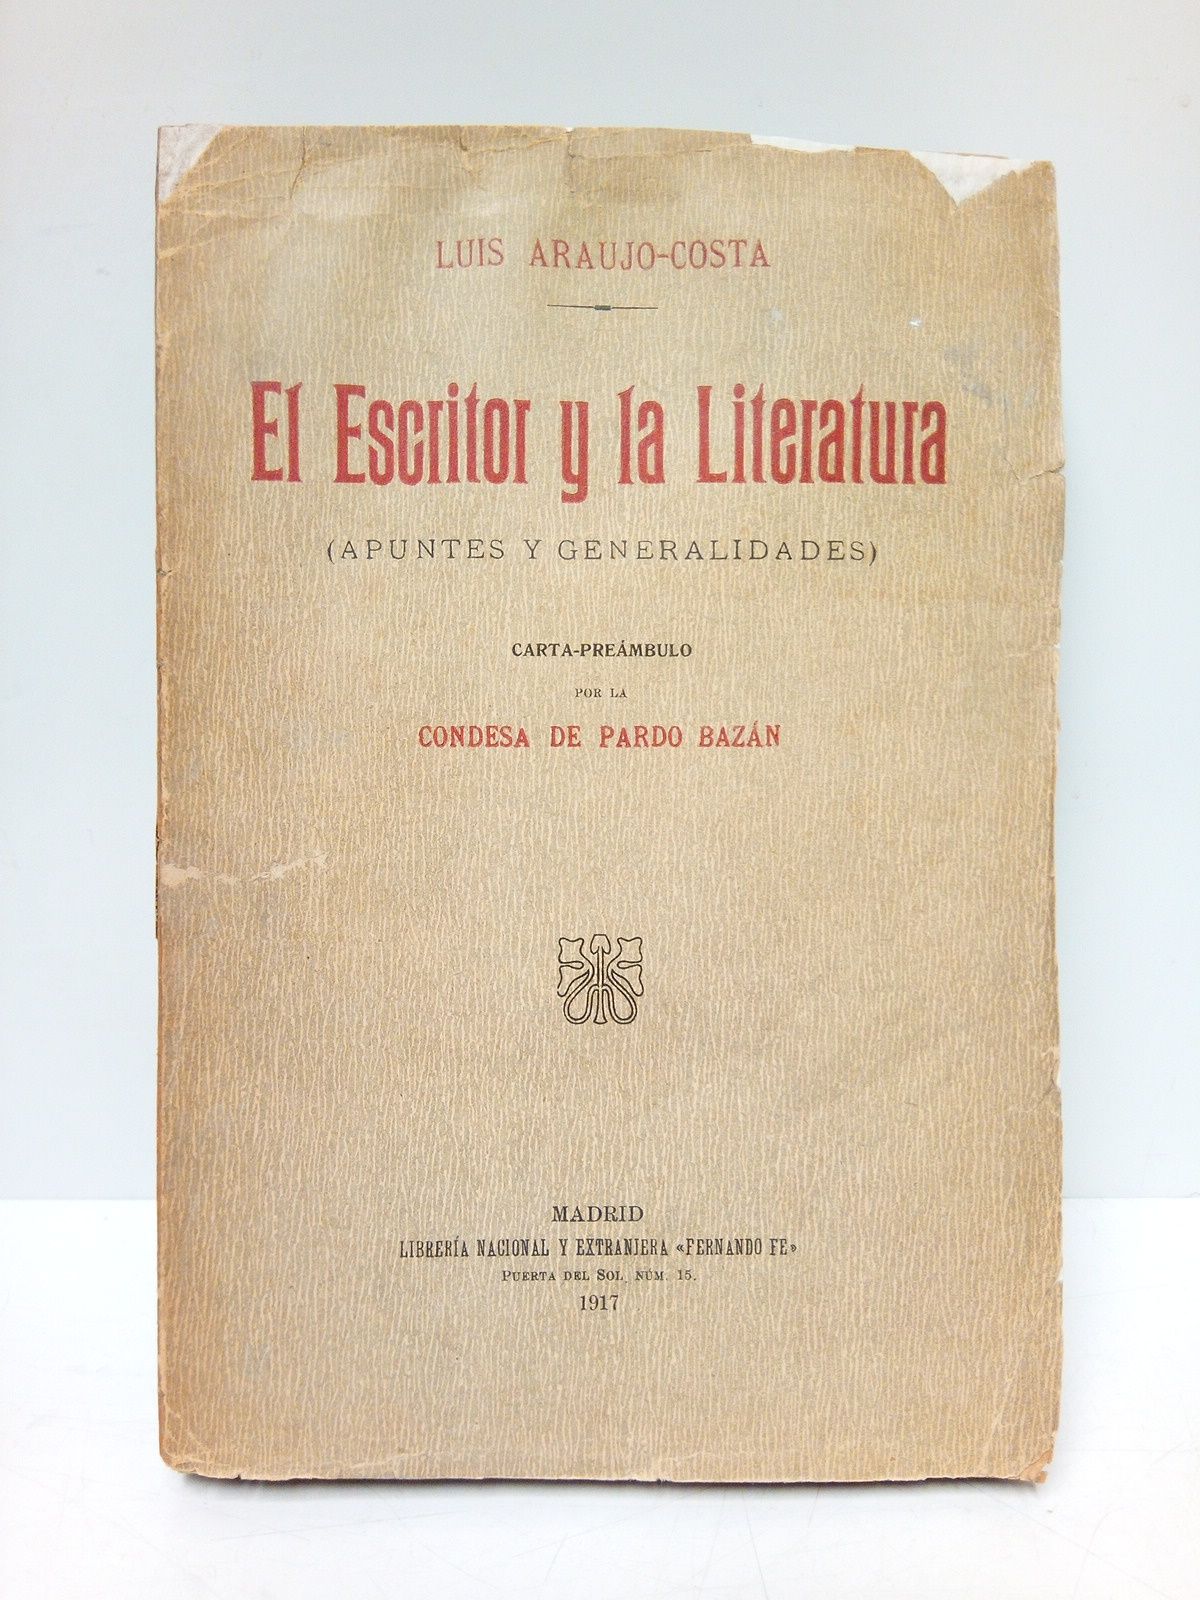 LUIS ARAUJO-COSTA
El Escritor y la Literatura
(APUNTES Y GENERALIDADES)
CARTA-PREÁMBULO
POR LA
CONDESA DE PARDO BAZÁN
MADRID
LIBRERÍA NACIONAL Y EXTRANJERA «FERNANDO FE»
PUERTA DEL SOL, NÚM. 15.
1917